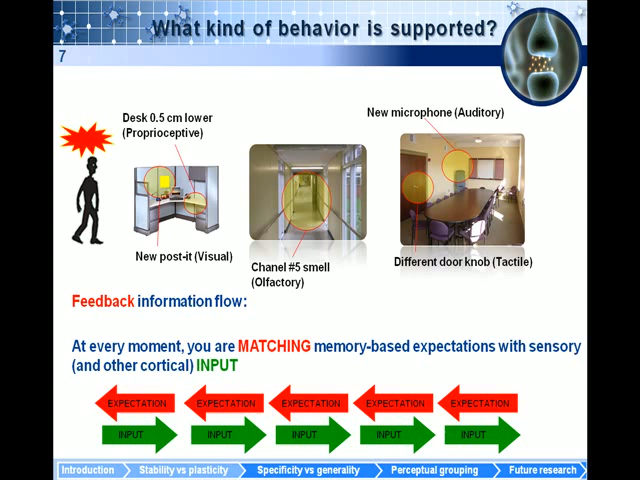 What kind of behavior is supported?
7
Desk 0.5 cm lower
(Proprioceptive)
New microphone (Auditory)
New post-it (Visual)
Chanel #5 smell
(Olfactory)
Different door knob (Tactile)
Feedback information flow:
At every moment, you are MATCHING memory-based expectations with sensory
(and other cortical) INPUT
EXPECTATION EXPECTATION EXPECTATION EXPECTATION EXPECTATION
INPUT INPUT INPUT INPUT INPUT
Introduction Stability vs plasticity Specificity vs generality Perceptual grouping Future research